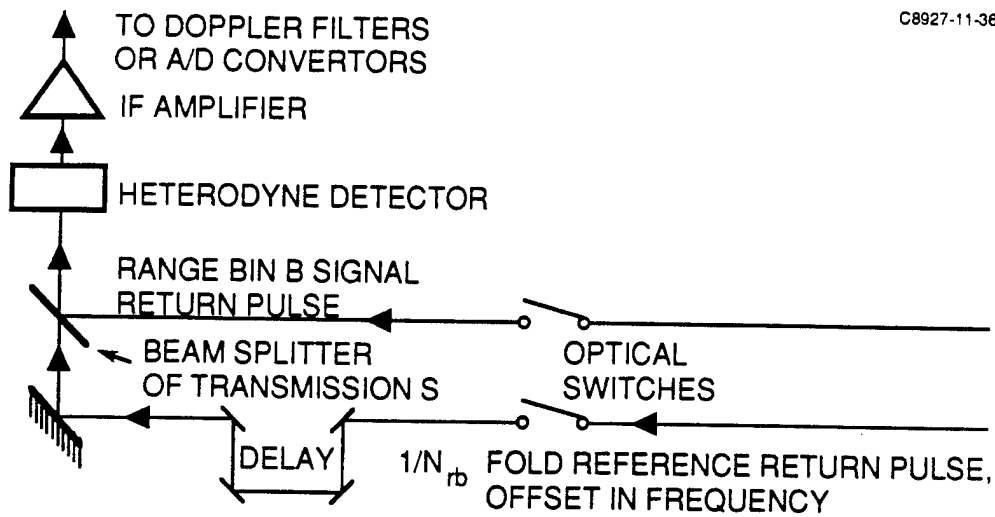 C8927-11-36
TO DOPPLER FILTERS
OR A/D CONVERTORS
IF AMPLIFIER
HETERODYNE DETECTOR
RANGE BIN B SIGNAL
RETURN PULSE
BEAM SPLITTER
OF TRANSMISSION S
OPTICAL
SWITCHES
DELAY
1/N_rb FOLD REFERENCE RETURN PULSE,
OFFSET IN FREQUENCY